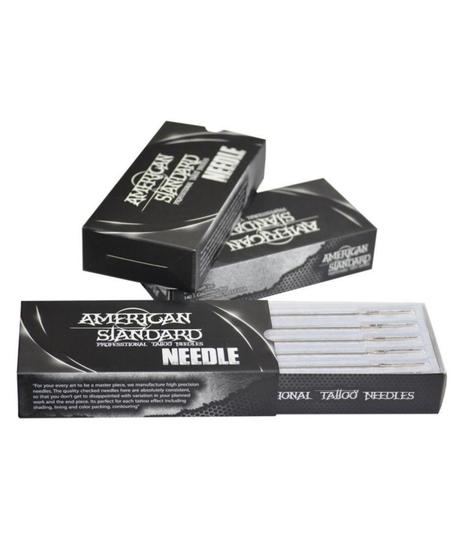 AMERICAN
STANDARD
PROFESSIONAL TATTOO NEEDLES
NEEDLE
AMERICAN
STANDA
PROFESSIONAL
AMERICAN
STANDARD
AMERICAN
STANDARD
PROFESSIONAL TATTOO NEEDLES
NEEDLE
"For your every art to be a master piece, we manufacture high precision
needles. The quality checked needles here are consistently consistent,
so that you don't get to disappointed with variation in your planned
work and the end piece. Its perfect for each tattoo effect including
shading, lining and color packing, contouring"
IONAL TATTOO NEEDLES